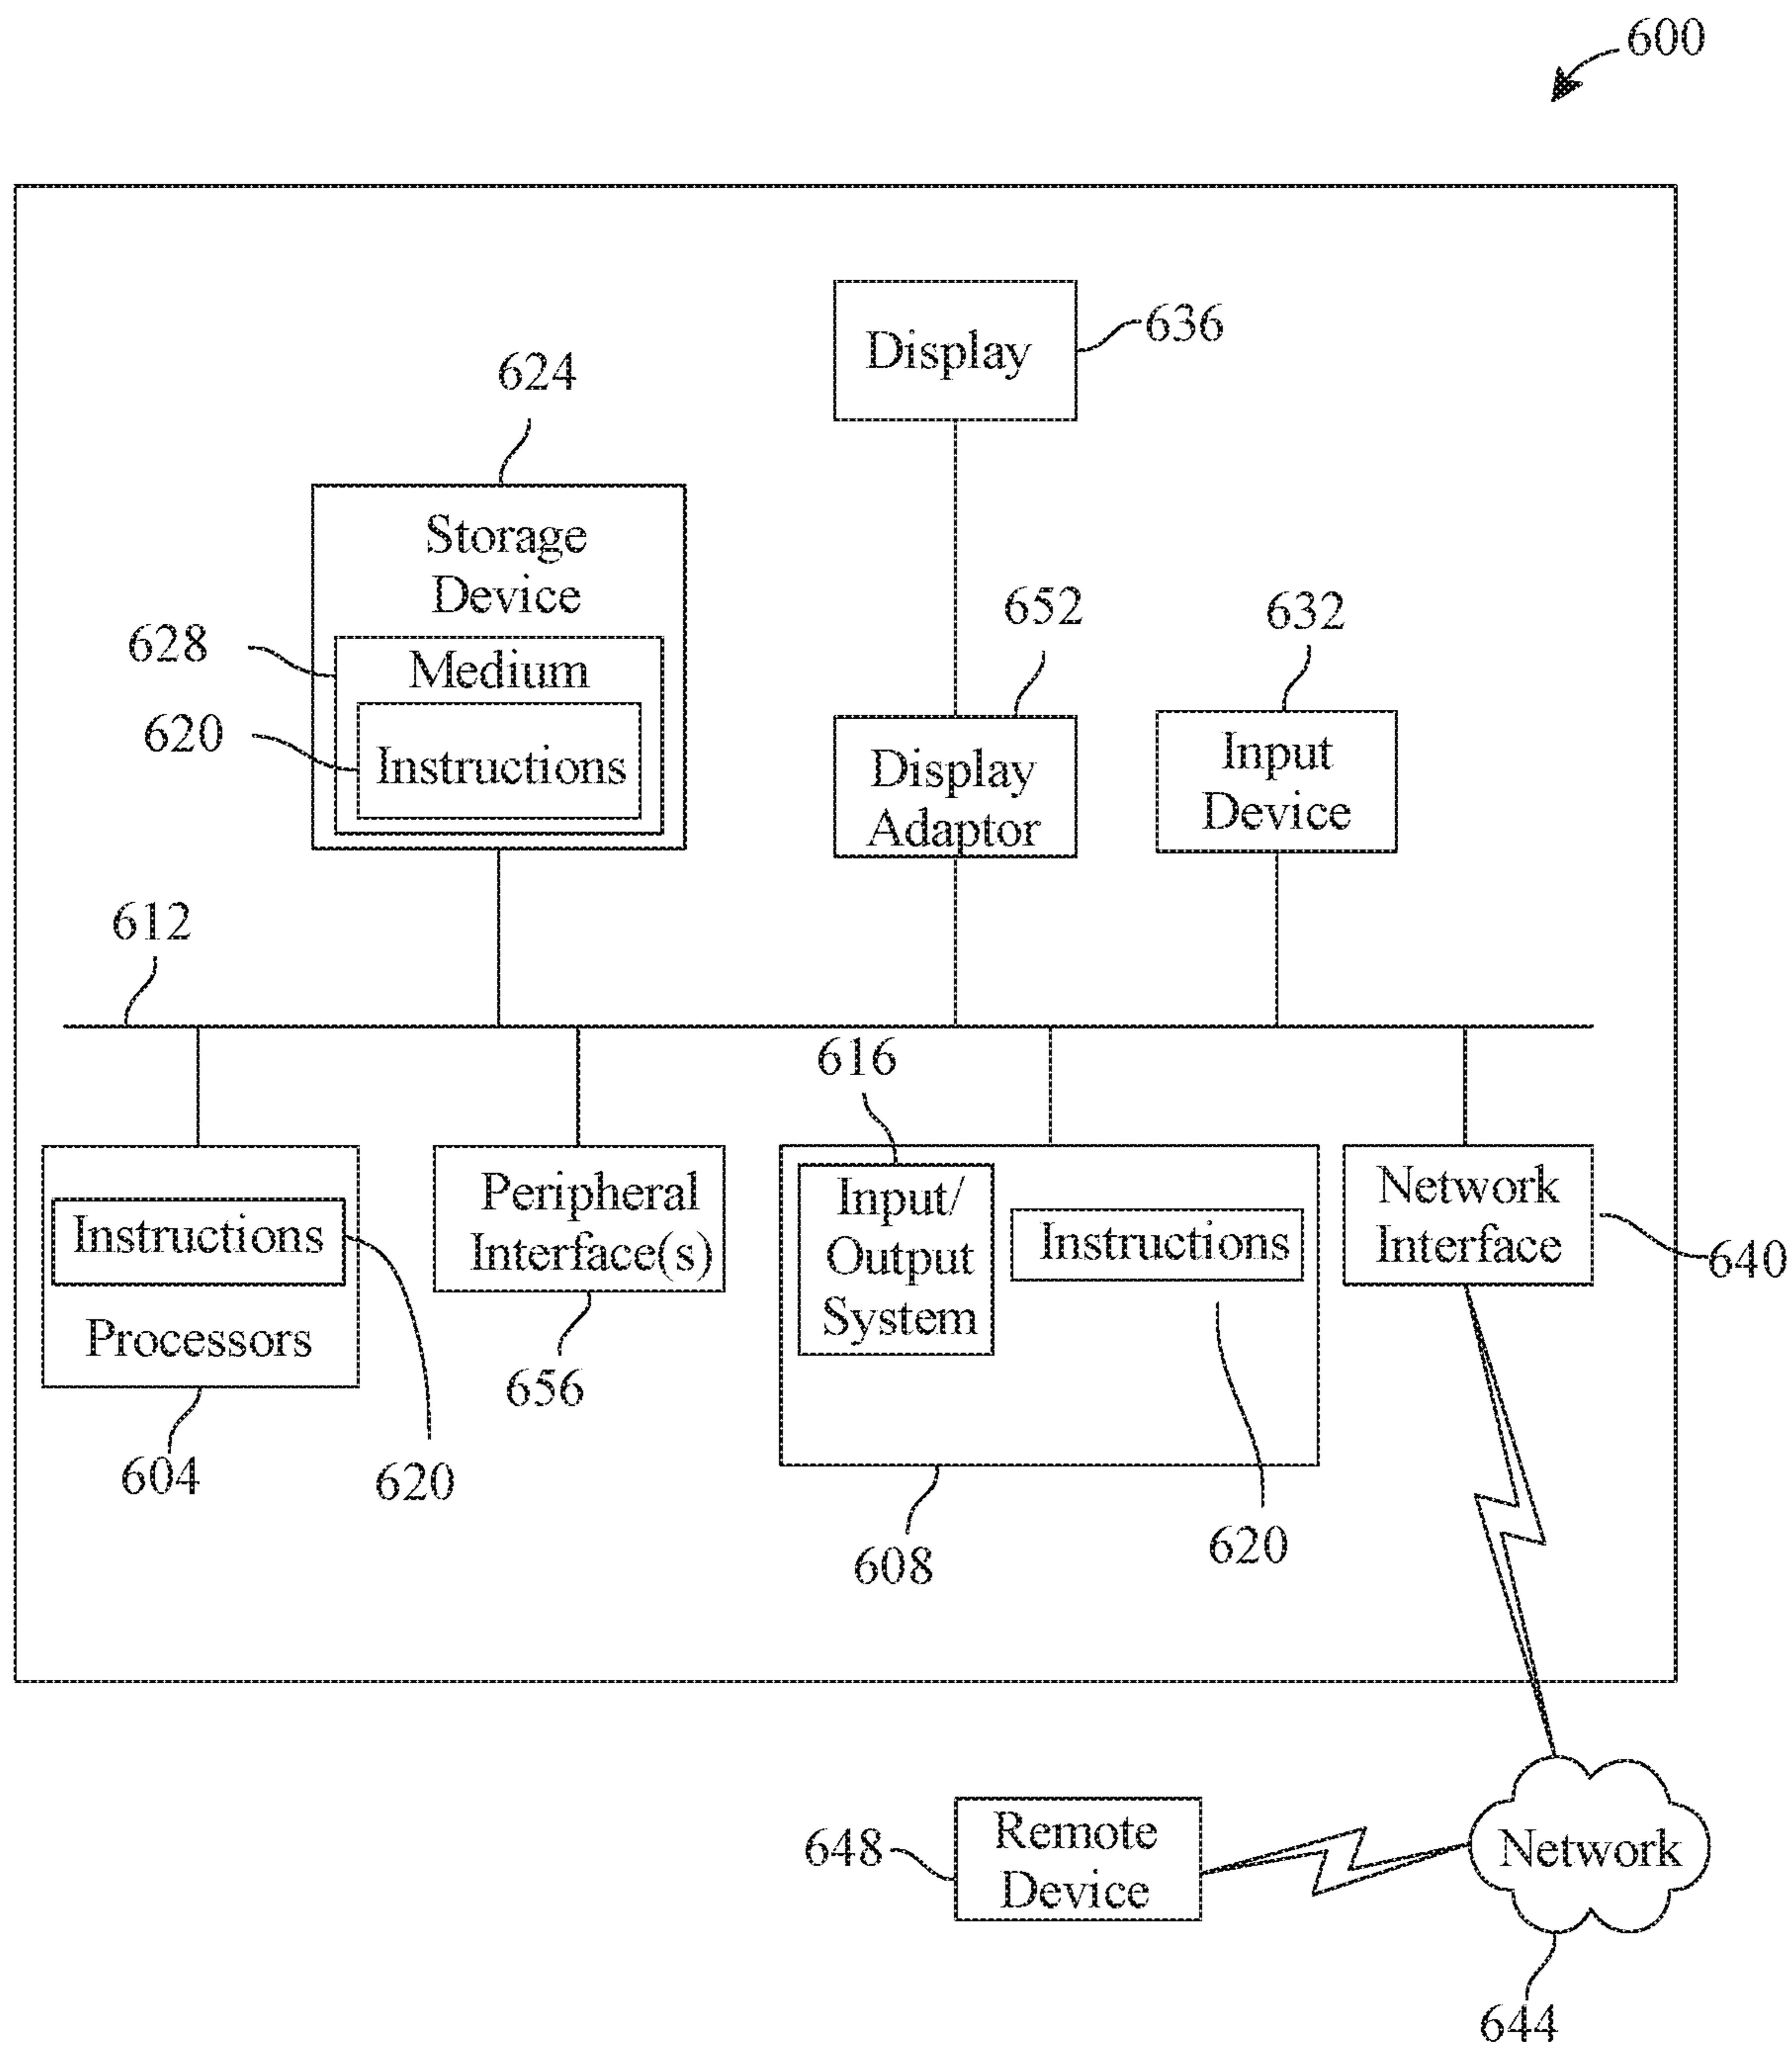 600
Display
636
624
Storage
Device
628
Medium
620
Instructions
652
Display
Adaptor
632
Input
Device
612
616
Instructions
Processors
604
620
Peripheral
Interface(s)
656
Input/
Output
System
Instructions
608
620
Network
Interface
640
648
Remote
Device
Network
644